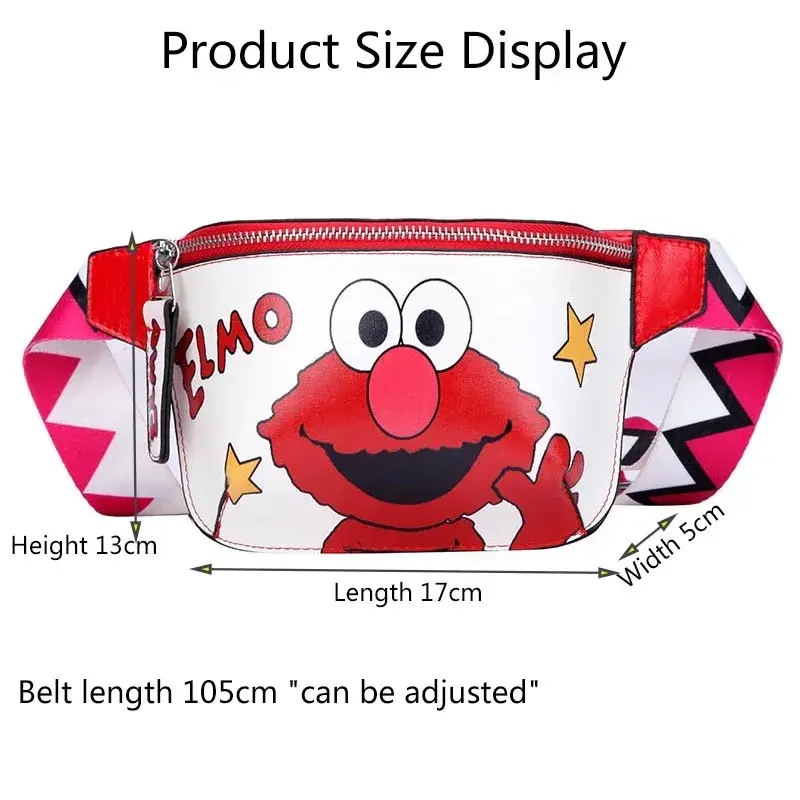 Product Size Display
ELMO
Height 13cm
Width 5cm
Length 17cm
Belt length 105cm "can be adjusted"